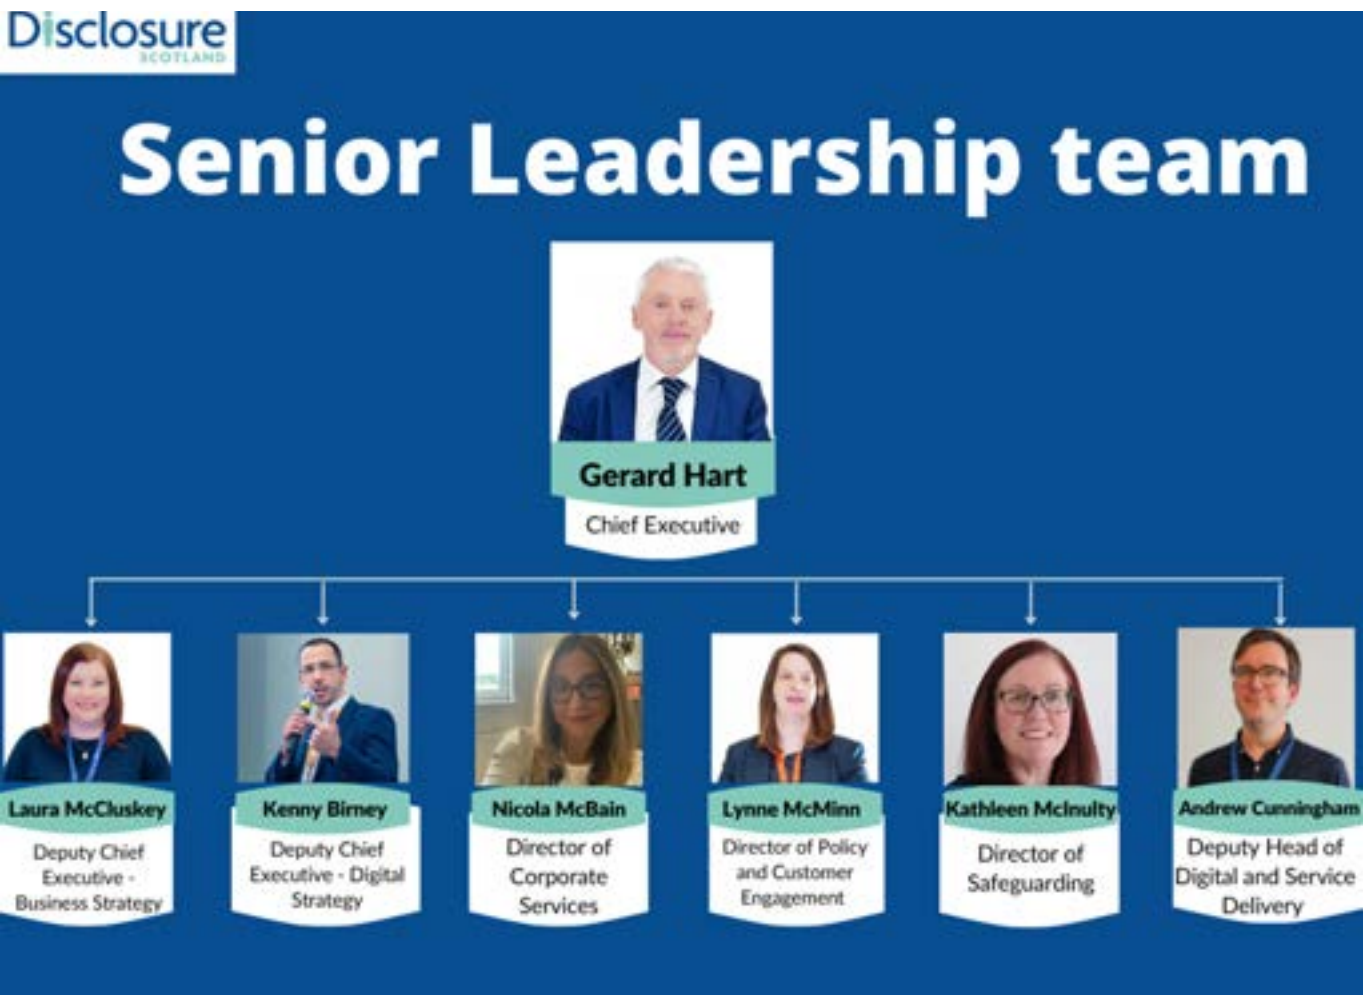 Disclosure
SCOTLAND
Senior Leadership team
Gerard Hart
Chief Executive
Laura McCluskey
Deputy Chief
Executive -
Business Strategy
Kenny Birney
Deputy Chief
Executive - Digital
Strategy
Nicola McBain
Director of
Corporate
Services
Lynne McMinn
Director of Policy
and Customer
Engagement
Kathleen McInulty
Director of
Safeguarding
Andrew Cunningham
Deputy Head of
Digital and Service
Delivery